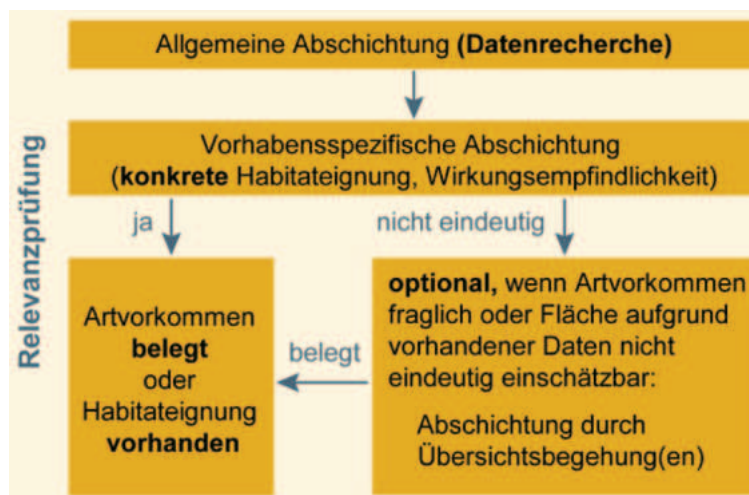 Relevanzprüfung
Allgemeine Abschichtung (Datenrecherche)
Vorhabensspezifische Abschichtung
(konkrete Habitateignung, Wirkungsempfindlichkeit)
ja
nicht eindeutig
Artvorkommen
belegt
oder
Habitateignung
vorhanden
belegt
optional, wenn Artvorkommen
fraglich oder Fläche aufgrund
vorhandener Daten nicht
eindeutig einschätzbar:
Abschichtung durch
Übersichtsbegehung(en)